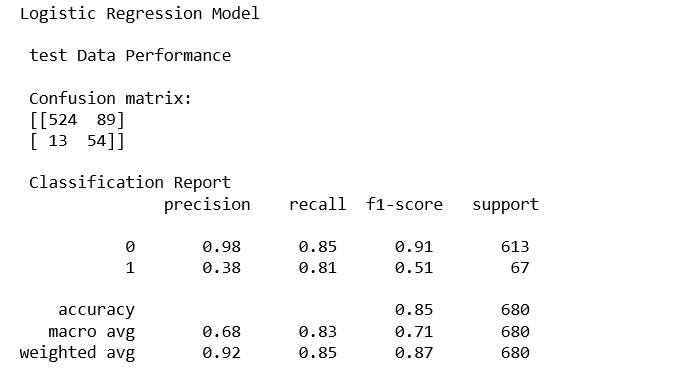 Logistic Regression Model
test Data Performance
Confusion matrix:
[[524  89]
[ 13  54]]
Classification Report
precision    recall  f1-score   support
0       0.98      0.85      0.91       613
1       0.38      0.81      0.51        67
accuracy                           0.85       680
macro avg       0.68      0.83      0.71       680
weighted avg       0.92      0.85      0.87       680